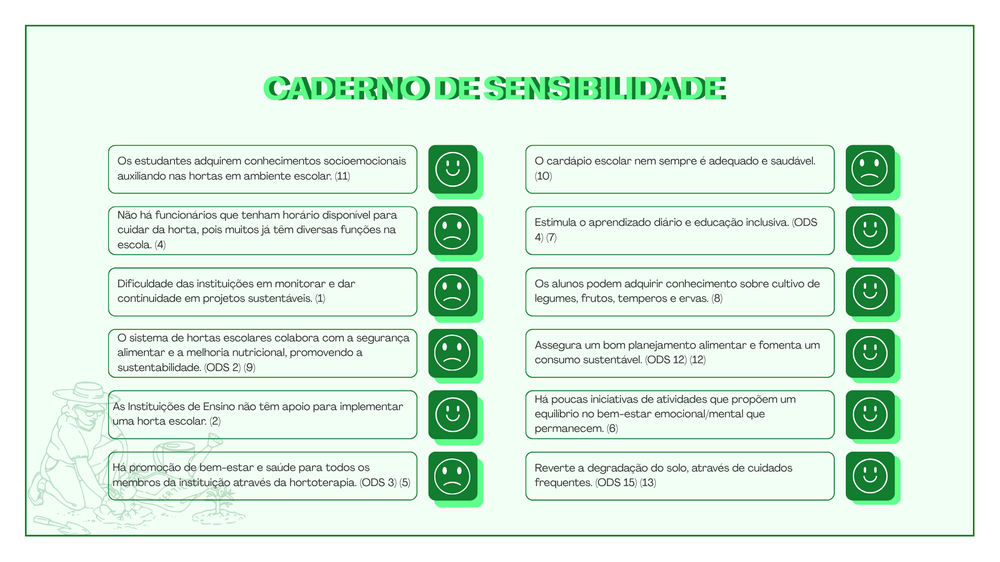 CADERNO DE SENSIBILIDADE
Os estudantes adquirem conhecimentos socioemocionais
auxiliando nas hortas em ambiente escolar. (11)
Não há funcionários que tenham horário disponível para
cuidar da horta, pois muitos já têm diversas funções na
escola. (4)
Dificuldade das instituições em monitorar e dar
continuidade em projetos sustentáveis. (1)
O sistema de hortas escolares colabora com a segurança
alimentar e a melhoria nutricional, promovendo a
sustentabilidade. (ODS 2) (9)
As Instituições de Ensino não têm apoio para implementar
uma horta escolar. (2)
Há promoção de bem-estar e saúde para todos os
membros da instituição através da hortoterapia. (ODS 3) (5)
O cardápio escolar nem sempre é adequado e saudável.
(10)
Estimula o aprendizado diário e educação inclusiva. (ODS
4) (7)
Os alunos podem adquirir conhecimento sobre cultivo de
legumes, frutos, temperos e ervas. (8)
Assegura um bom planejamento alimentar e fomenta um
consumo sustentável. (ODS 12) (12)
Há poucas iniciativas de atividades que propõem um
equilíbrio no bem-estar emocional/mental que
permanecem. (6)
Reverte a degradação do solo, através de cuidados
frequentes. (ODS 15) (13)